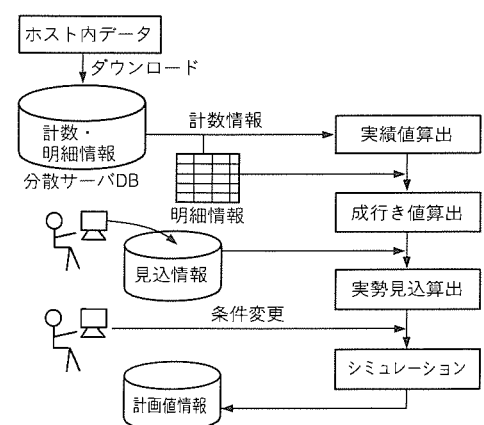 ホスト内データ
ダウンロード
計数・
明細情報
分散サーバDB
計数情報
明細情報
実績値算出
成行き値算出
見込情報
実勢見込算出
条件変更
シミュレーション
計画値情報